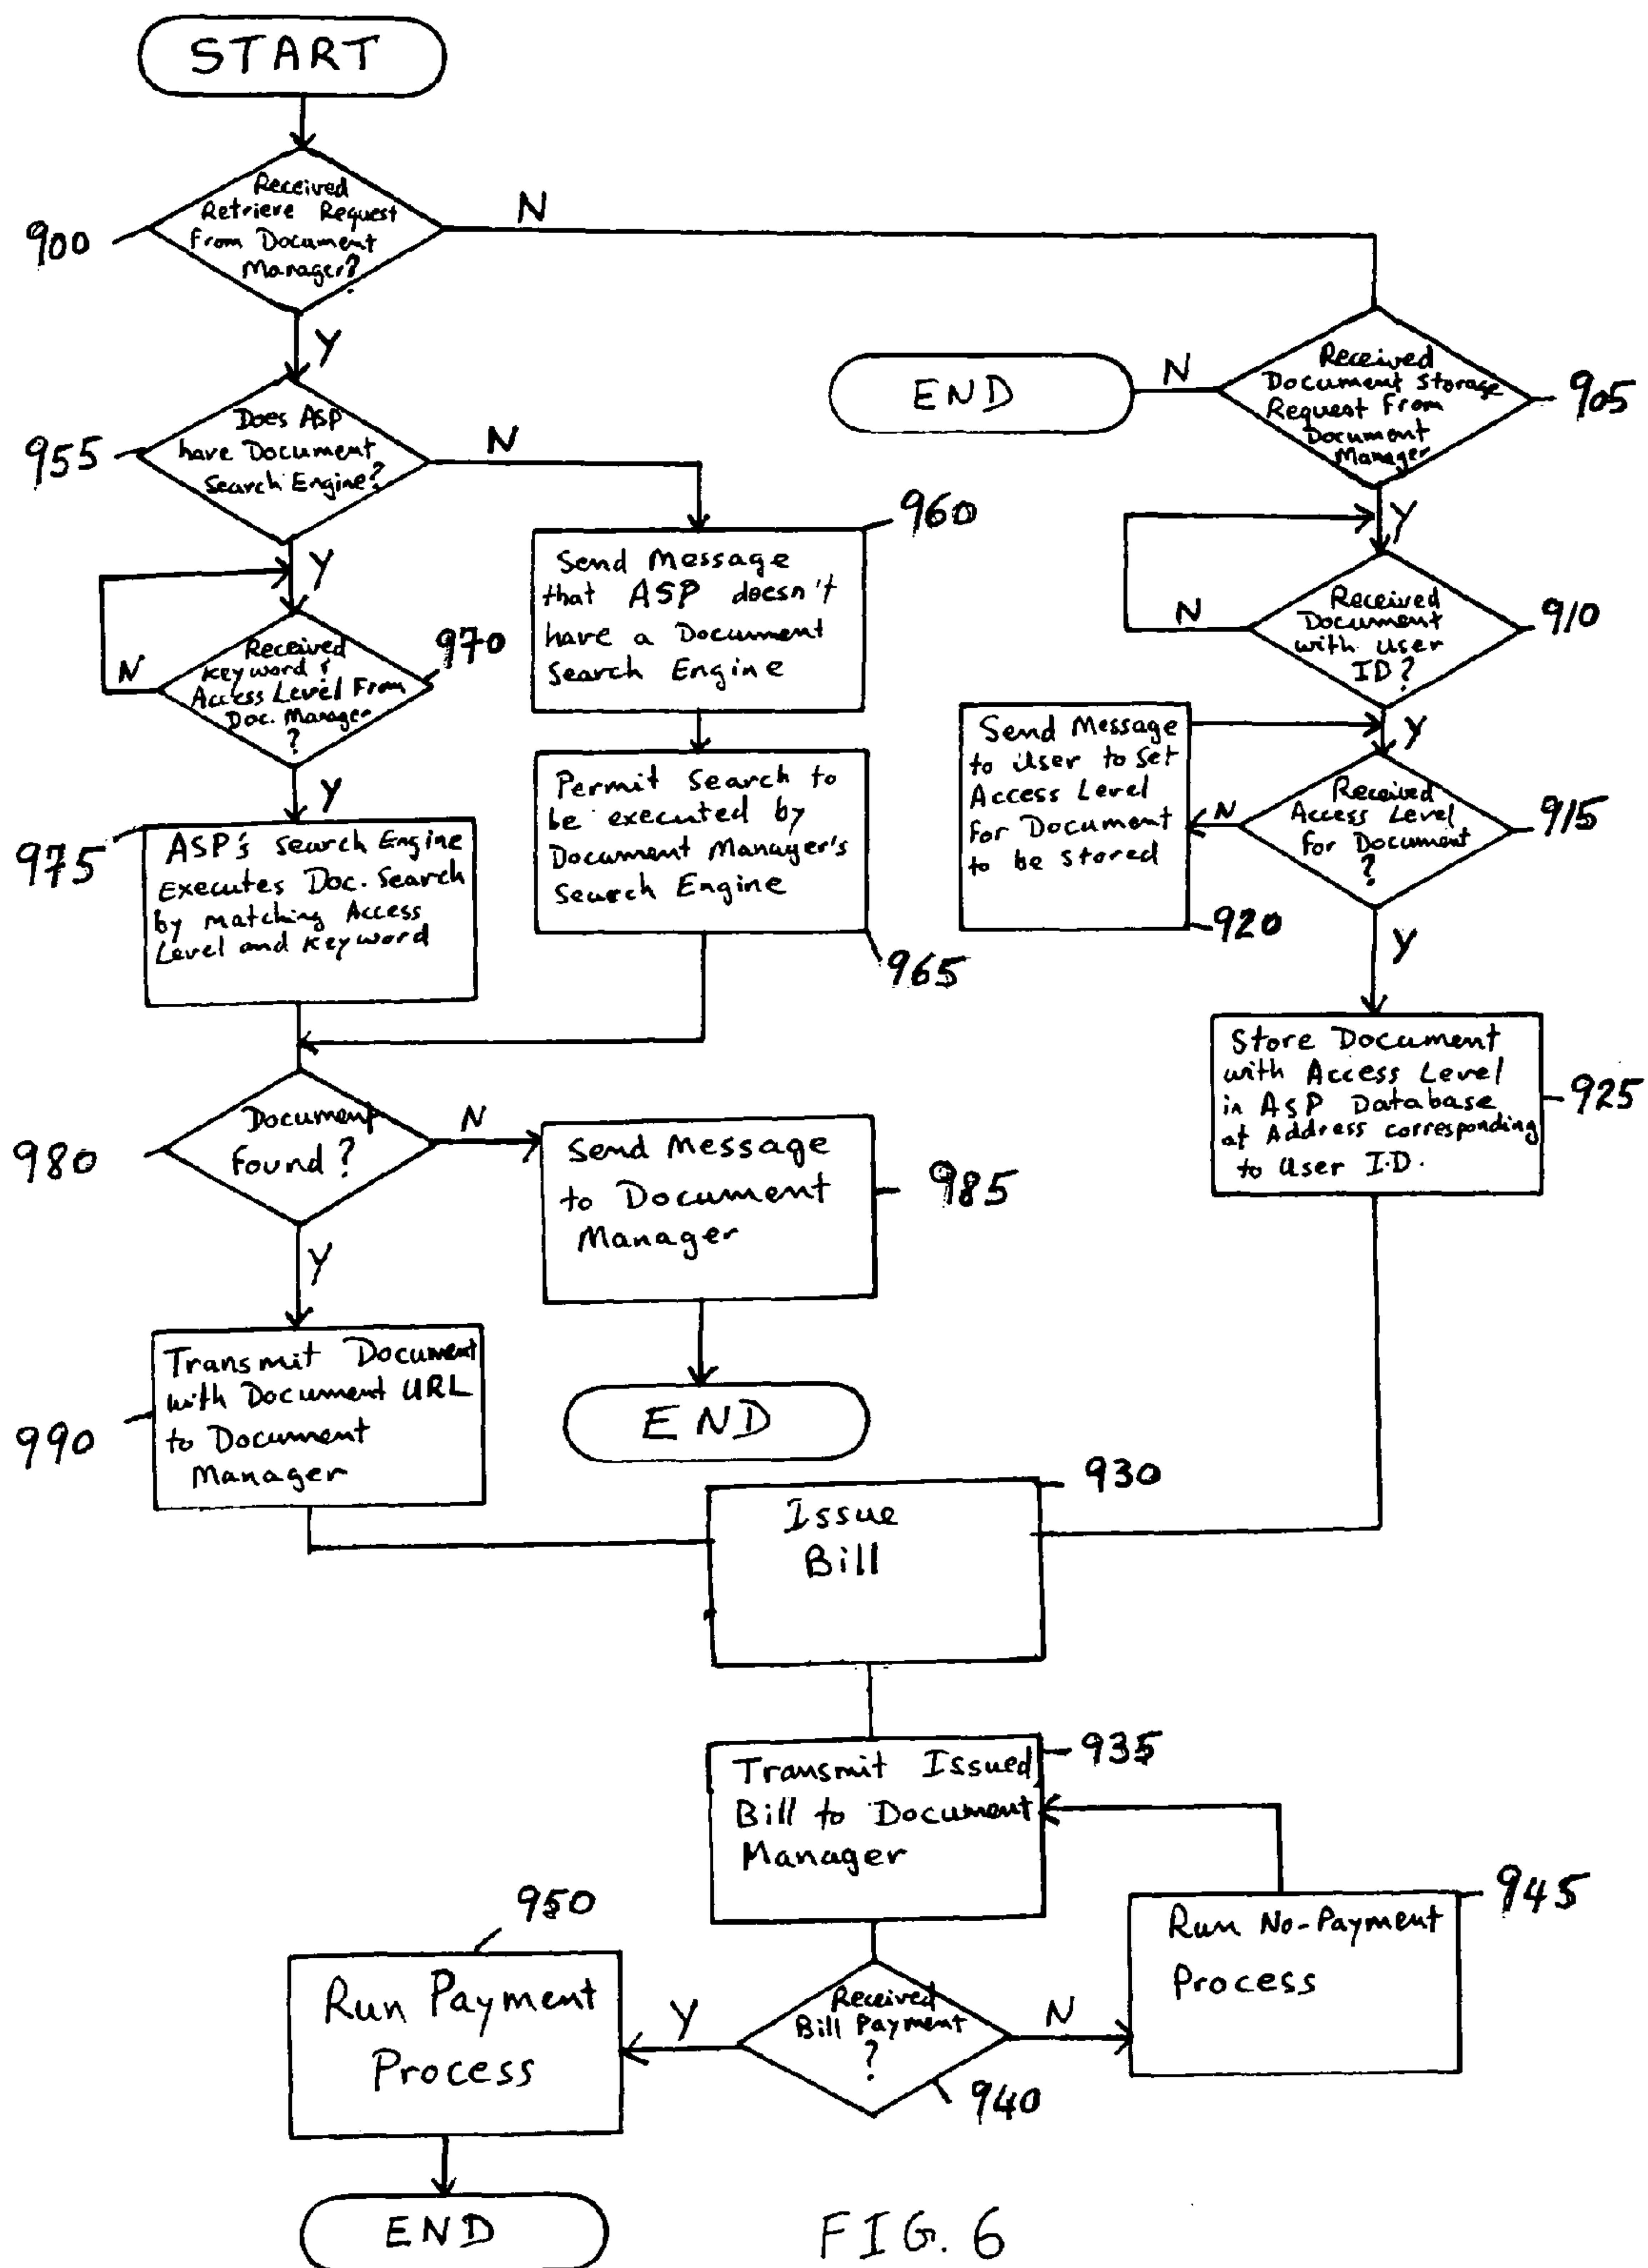 START
Received
Retrieve Request
From Document
Manager?
900
N
Y
Received
Document Storage
Request From
Document
Manager
905
N
END
Does ASP
have Document
Search Engine?
955
N
Y
960
Send Message
that ASP doesn't
have a Document
Search Engine
Y
Received
Document
with User
ID?
910
N
Received
Keyword &
Access Level From
Doc. Manager
?
970
N
Y
Permit Search to
be executed by
Document Manager's
Search Engine
965
Send Message
to User to Set
Access Level
for Document
to be stored
920
Y
Received
Access Level
for Document
?
915
N
Y
975
ASP's Search Engine
Executes Doc. Search
by matching Access
Level and Keyword
Store Document
with Access Level
in ASP Database
at Address corresponding
to User I.D.
925
Document
Found?
980
N
Y
Send Message
to Document
Manager
985
END
Transmit Document
with Document URL
to Document
Manager
990
930
Issue
Bill
935
Transmit Issued
Bill to Document
Manager
945
Run No-Payment
Process
950
Run Payment
Process
Y
Received
Bill Payment
?
N
940
END
FIG. 6